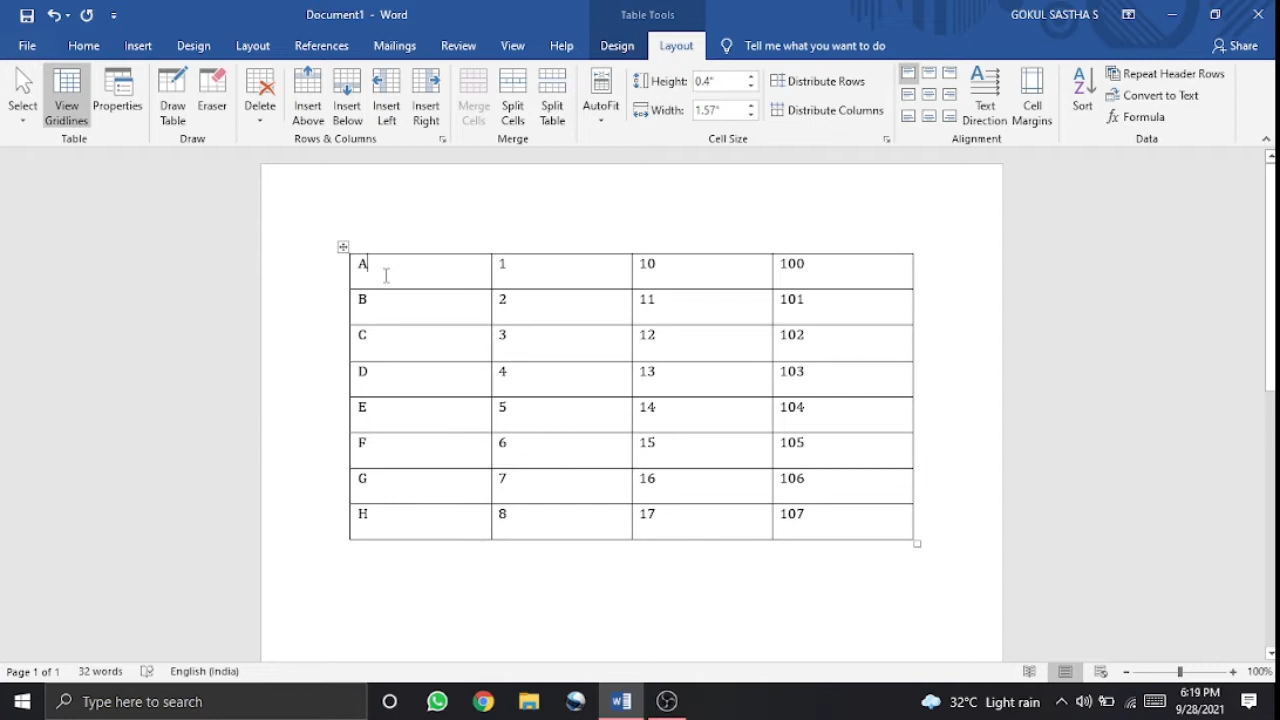 Document1 - Word
Table Tools
GOKUL SASTHA S
File Home Insert Design Layout References Mailings Review View Help Design Layout Tell me what you want to do Share
Select
View Gridlines
Properties
Table
Draw Table
Eraser
Draw
Delete
Insert Above
Insert Below
Insert Left
Insert Right
Rows & Columns
Merge Cells
Split Cells
Split Table
Merge
AutoFit
Height: 0.4"
Width: 1.57"
Distribute Rows
Distribute Columns
Cell Size
Text Direction
Cell Margins
Alignment
A Z
Sort
Repeat Header Rows
Convert to Text
fx Formula
Data
A 1 10 100
B 2 11 101
C 3 12 102
D 4 13 103
E 5 14 104
F 6 15 105
G 7 16 106
H 8 17 107
Page 1 of 1 32 words English (India) 100%
Type here to search
32°C Light rain
6:19 PM
9/28/2021